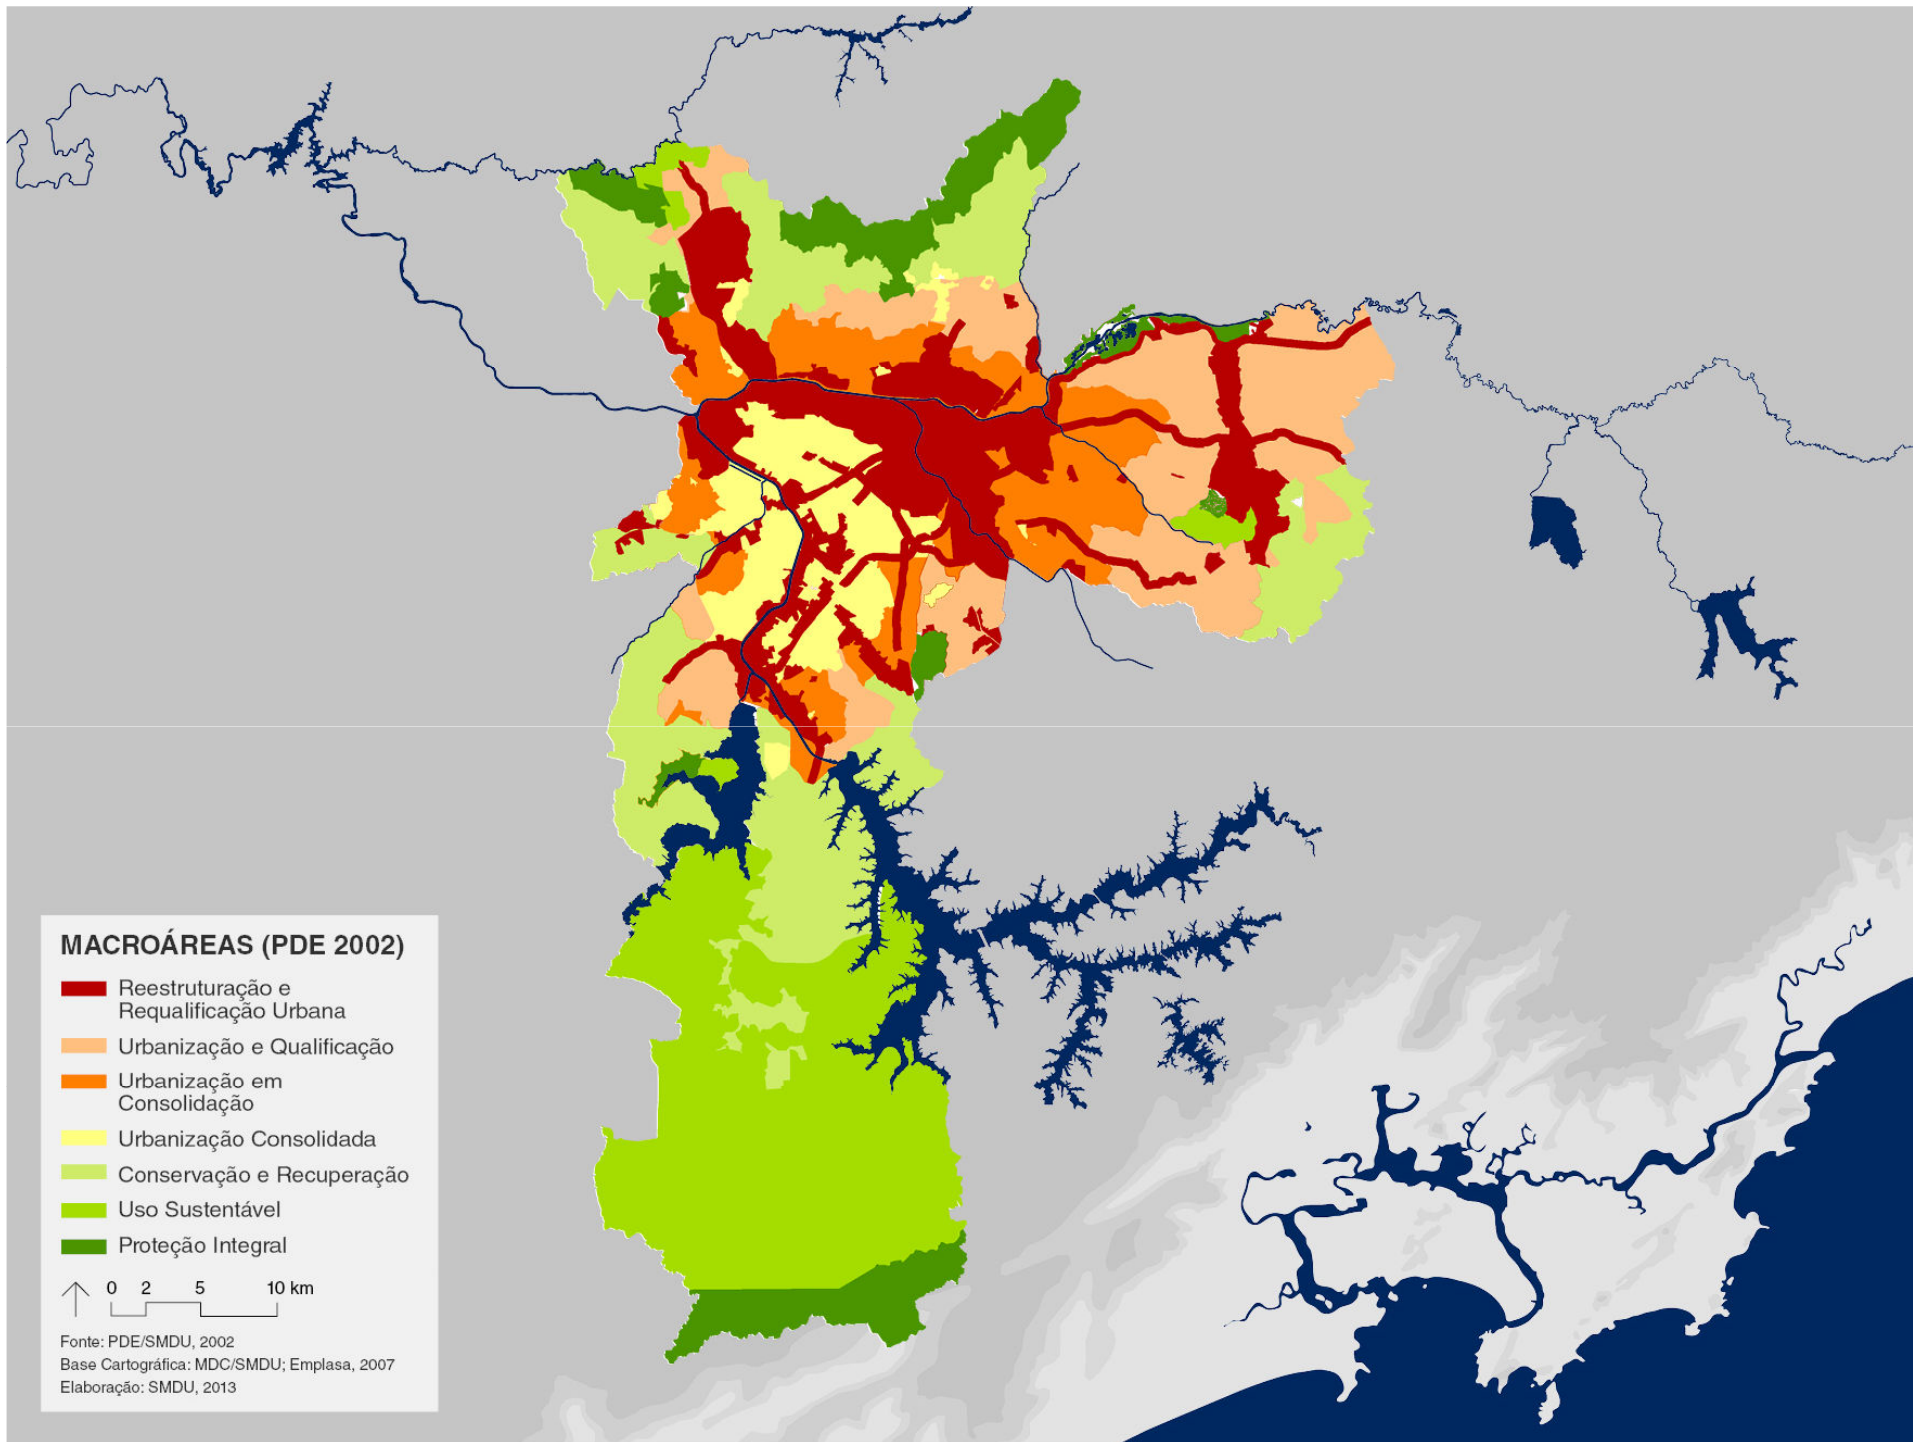 MACROÁREAS (PDE 2002)
Reestruturação e
Requalificação Urbana
Urbanização e Qualificação
Urbanização em
Consolidação
Urbanização Consolidada
Conservação e Recuperação
Uso Sustentável
Proteção Integral
0 2 5 10 km
Fonte: PDE/SMDU, 2002
Base Cartográfica: MDC/SMDU; Emplasa, 2007
Elaboração: SMDU, 2013